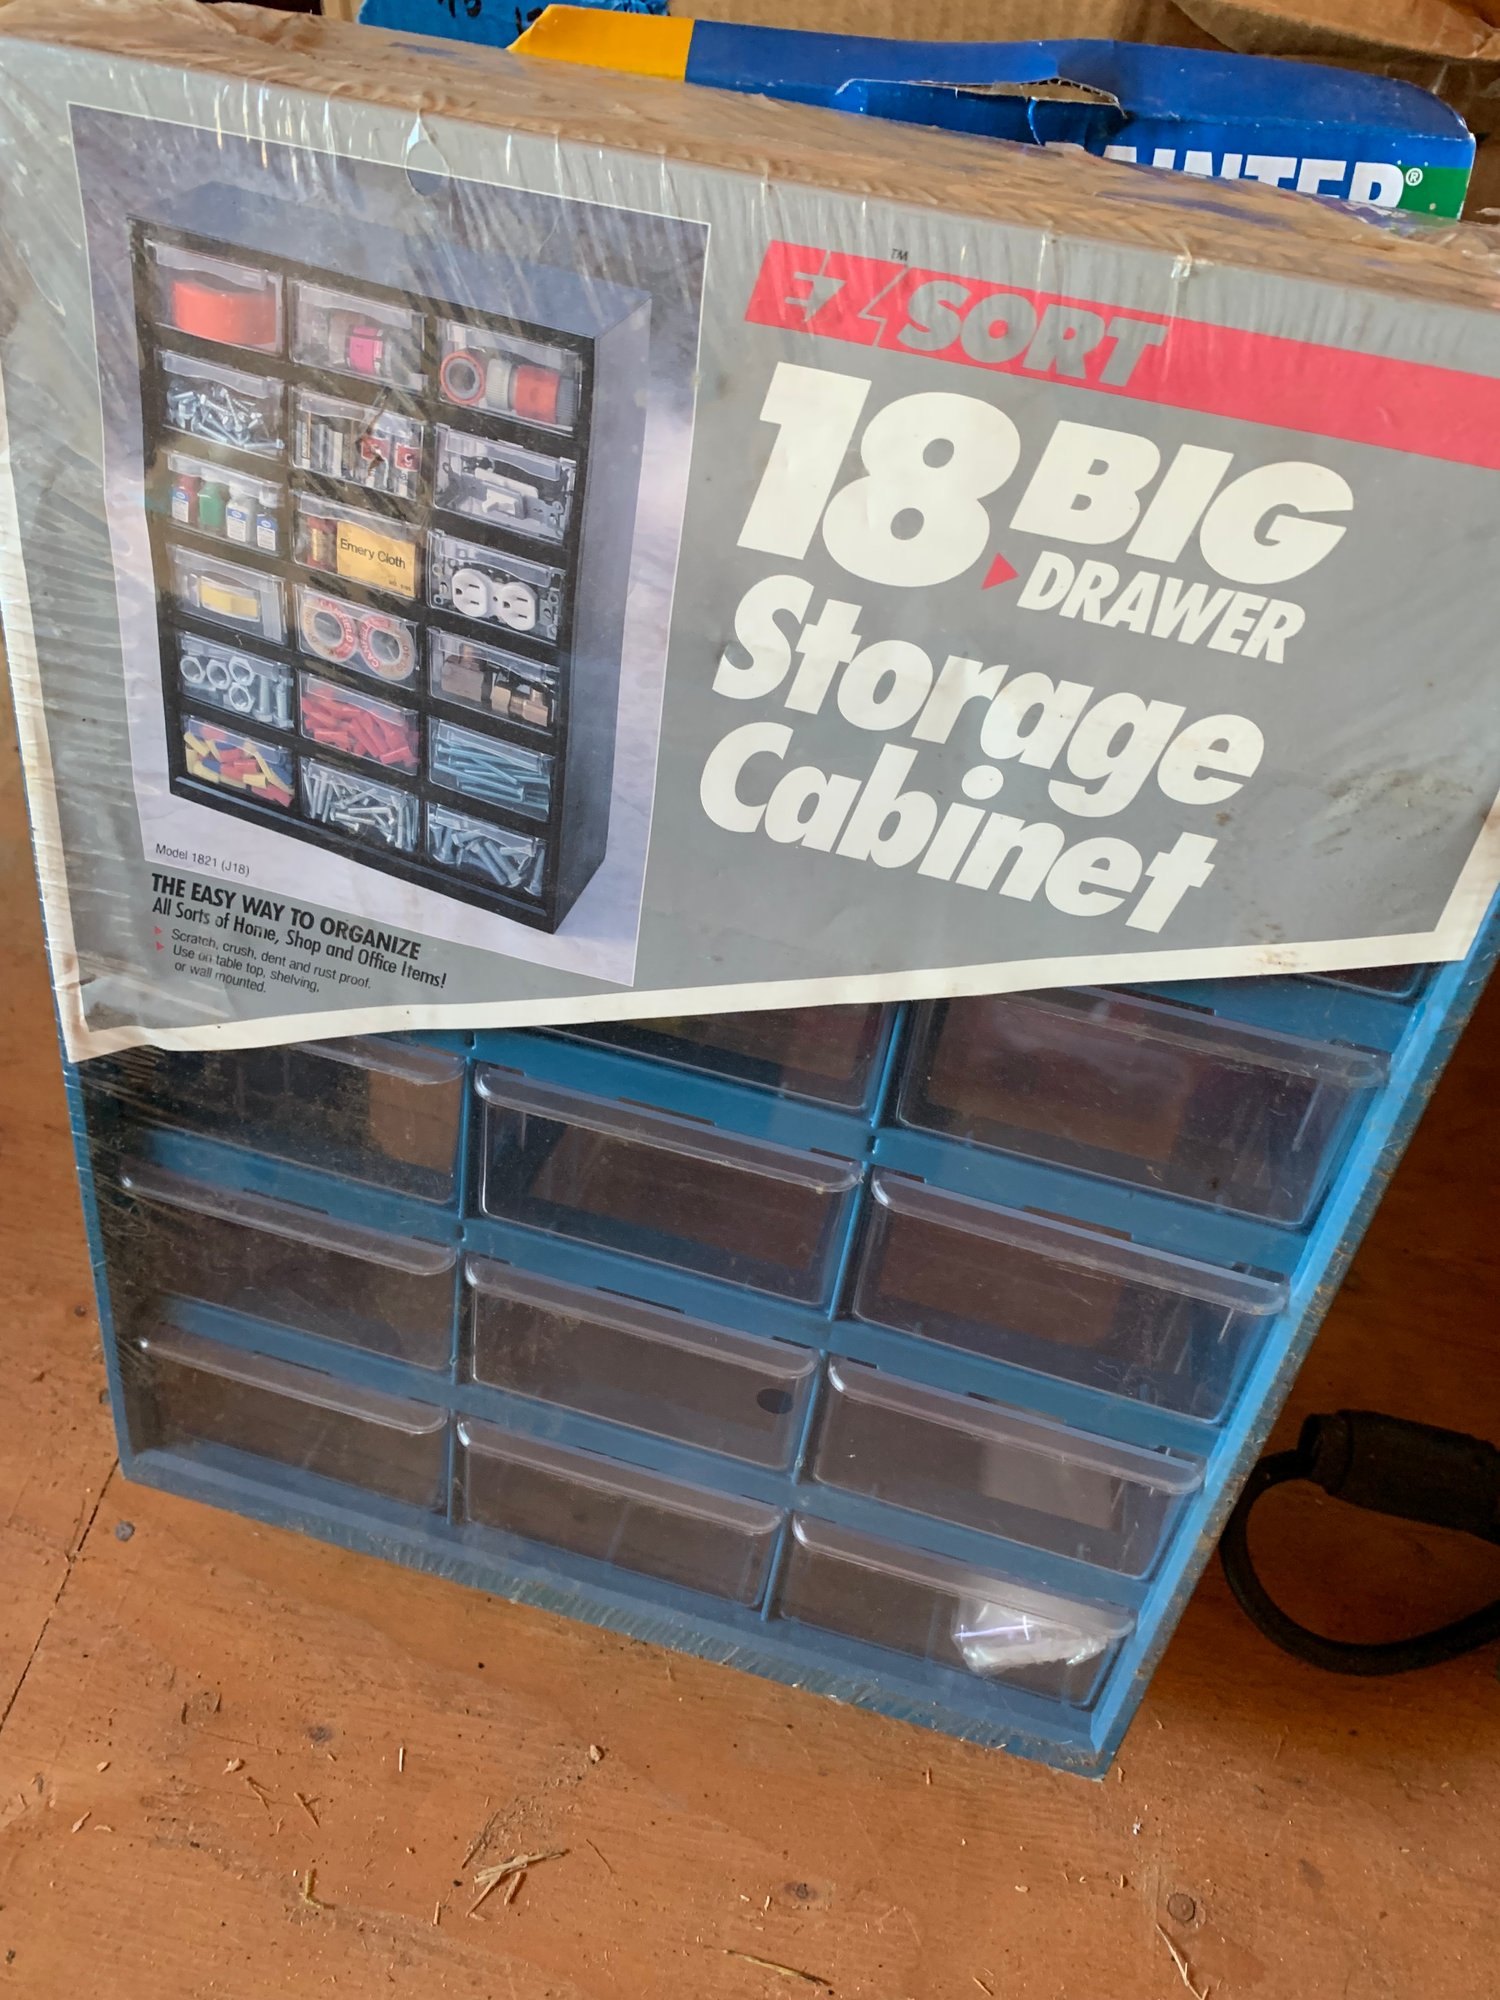 AINTER®
EZ SORT™
18 BIG
DRAWER
Storage
Cabinet
Emery Cloth
Model 1821 (J18)
THE EASY WAY TO ORGANIZE
All Sorts of Home, Shop and Office Items!
Scratch, crush, dent and rust proof.
Use on table top, shelving,
or wall mounted.